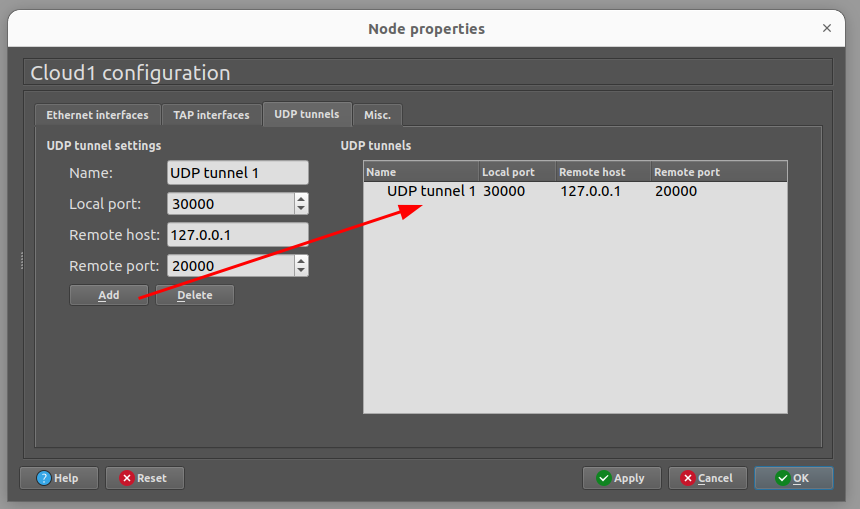 Node properties
Cloud1 configuration
Ethernet interfaces TAP interfaces UDP tunnels Misc.
UDP tunnel settings
Name: UDP tunnel 1
Local port: 30000
Remote host: 127.0.0.1
Remote port: 20000
Add Delete
UDP tunnels
Name Local port Remote host Remote port
UDP tunnel 1 30000 127.0.0.1 20000
Help Reset Apply Cancel OK